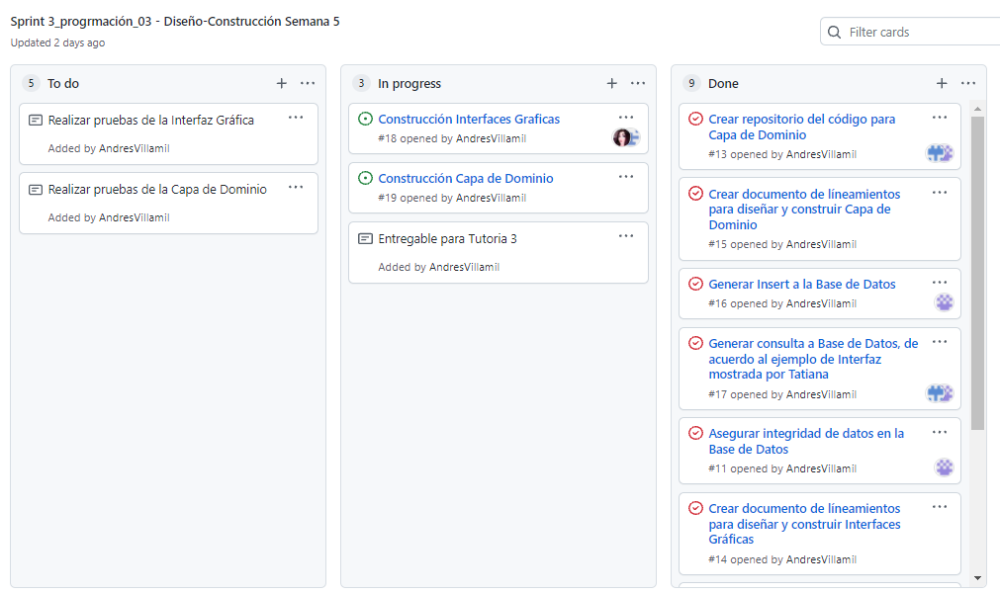 Sprint 3_progrmación_03 - Diseño-Construcción Semana 5
Updated 2 days ago
Filter cards
5 To do
Realizar pruebas de la Interfaz Gráfica
Added by AndresVillamil
Realizar pruebas de la Capa de Dominio
Added by AndresVillamil
3 In progress
Construcción Interfaces Graficas
#18 opened by AndresVillamil
Construcción Capa de Dominio
#19 opened by AndresVillamil
Entregable para Tutoria 3
Added by AndresVillamil
9 Done
Crear repositorio del código para
Capa de Dominio
#13 opened by AndresVillamil
Crear documento de líneamientos
para diseñar y construir Capa de
Dominio
#15 opened by AndresVillamil
Generar Insert a la Base de Datos
#16 opened by AndresVillamil
Generar consulta a Base de Datos, de
acuerdo al ejemplo de Interfaz
mostrada por Tatiana
#17 opened by AndresVillamil
Asegurar integridad de datos en la
Base de Datos
#11 opened by AndresVillamil
Crear documento de líneamientos
para diseñar y construir Interfaces
Gráficas
#14 opened by AndresVillamil